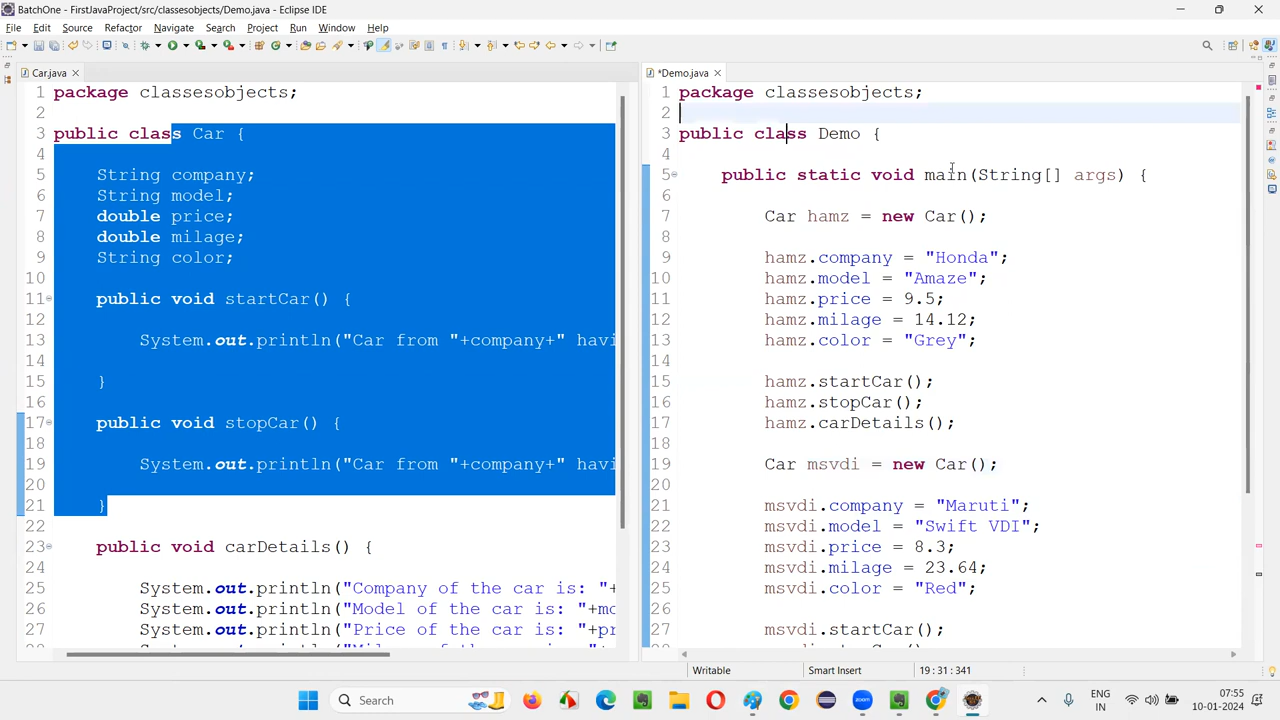 BatchOne - FirstJavaProject/src/classesobjects/Demo.java - Eclipse IDE
File Edit Source Refactor Navigate Search Project Run Window Help
Car.java
1 package classesobjects;
2
3 public class Car {
4
5 String company;
6 String model;
7 double price;
8 double milage;
9 String color;
10
11 public void startCar() {
12
13 System.out.println("Car from "+company+" havi
14
15 }
16
17 public void stopCar() {
18
19 System.out.println("Car from "+company+" havi
20
21 }
22
23 public void carDetails() {
24
25 System.out.println("Company of the car is: "+
26 System.out.println("Model of the car is: "+mo
27 System.out.println("Price of the car is: "+pr
*Demo.java
1 package classesobjects;
2
3 public class Demo {
4
5 public static void main(String[] args) {
6
7 Car hamz = new Car();
8
9 hamz.company = "Honda";
10 hamz.model = "Amaze";
11 hamz.price = 9.5;
12 hamz.milage = 14.12;
13 hamz.color = "Grey";
14
15 hamz.startCar();
16 hamz.stopCar();
17 hamz.carDetails();
18
19 Car msvdi = new Car();
20
21 msvdi.company = "Maruti";
22 msvdi.model = "Swift VDI";
23 msvdi.price = 8.3;
24 msvdi.milage = 23.64;
25 msvdi.color = "Red";
26
27 msvdi.startCar();
Writable Smart Insert 19 : 31 : 341
Search
ENG
IN
07:55
10-01-2024